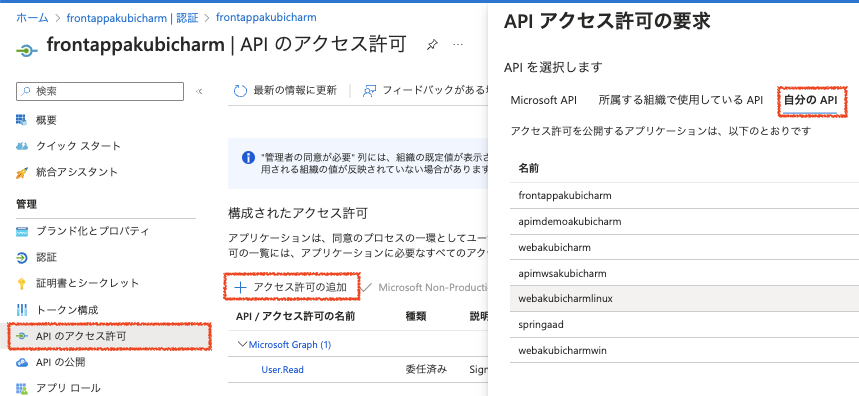 ホーム > frontappakubicharm | 認証 > frontappakubicharm
frontappakubicharm | API のアクセス許可
検索
概要
クイック スタート
統合アシスタント
管理
ブランド化とプロパティ
認証
証明書とシークレット
トークン構成
API のアクセス許可
API の公開
アプリ ロール
最新の情報に更新
フィードバックがある場
"管理者の同意が必要" 列には、組織の既定値が表示さ
用される組織の値が反映されていない場合があります
構成されたアクセス許可
アプリケーションは、同意のプロセスの一環としてユー
可の一覧には、アプリケーションに必要なすべてのアク
アクセス許可の追加
Microsoft Non-Producti
API / アクセス許可の名前 種類 説明
Microsoft Graph (1)
User.Read 委任済み Sign
API アクセス許可の要求
API を選択します
Microsoft API 所属する組織で使用している API 自分の API
アクセス許可を公開するアプリケーションは、以下のとおりです
名前
frontappakubicharm
apimdemoakubicharm
webakubicharm
apimwsakubicharm
webakubicharmlinux
springaad
webakubicharmwin